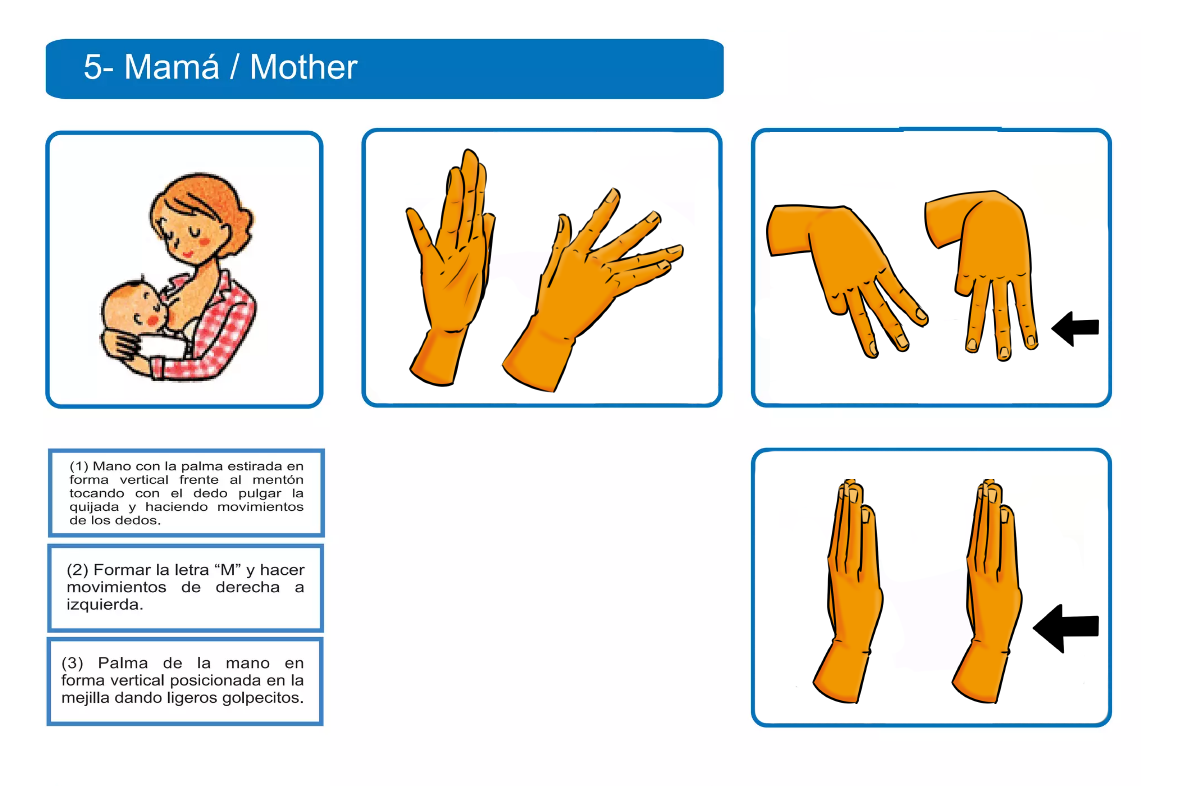 5- Mamá / Mother
(1) Mano con la palma estirada en
forma vertical frente al mentón
tocando con el dedo pulgar la
quijada y haciendo movimientos
de los dedos.
(2) Formar la letra “M” y hacer
movimientos de derecha a
izquierda.
(3) Palma de la mano en
forma vertical posicionada en la
mejilla dando ligeros golpecitos.